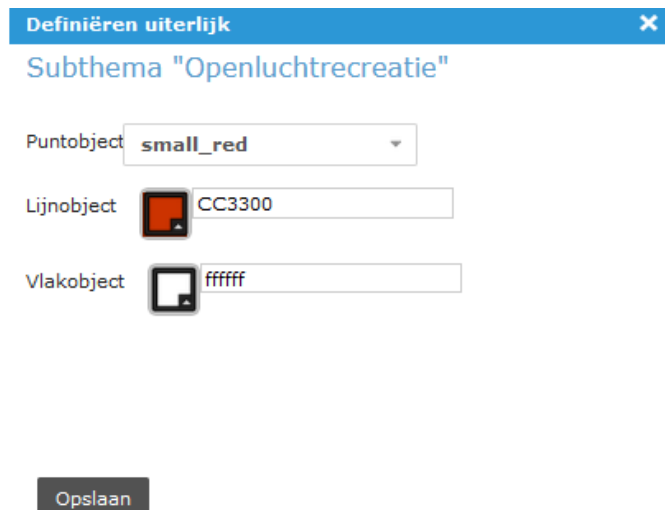 Definiëren uiterlijk
Subthema "Openluchtrecreatie"
Puntobject small_red
Lijnobject CC3300
Vlakobject ffffff
Opslaan